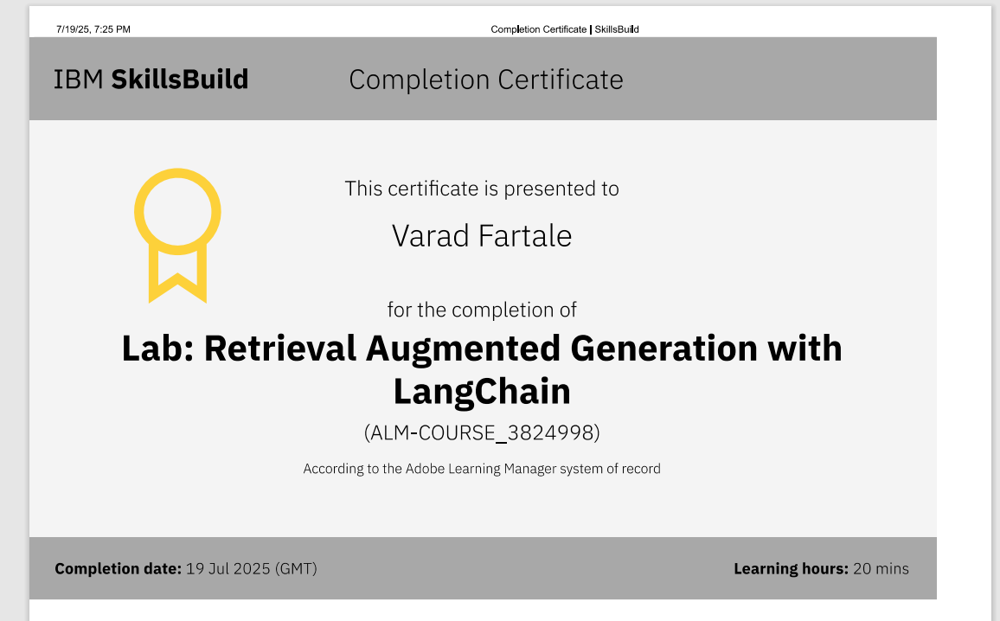 7/19/25, 7:25 PM
Completion Certificate | SkillsBuild
IBM SkillsBuild
Completion Certificate
This certificate is presented to
Varad Fartale
for the completion of
Lab: Retrieval Augmented Generation with
LangChain
(ALM-COURSE_3824998)
According to the Adobe Learning Manager system of record
Completion date: 19 Jul 2025 (GMT)
Learning hours: 20 mins